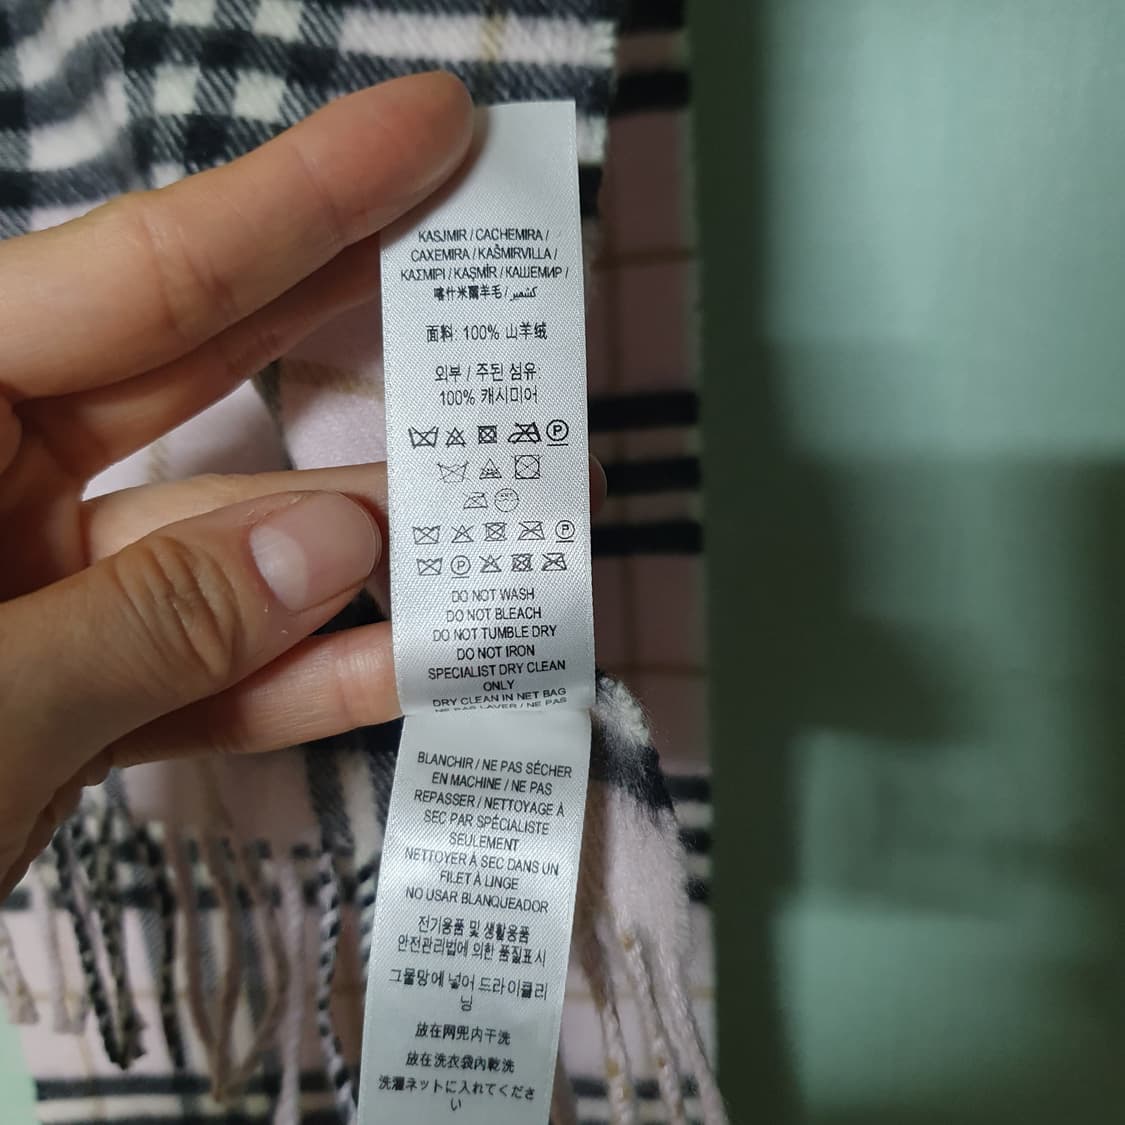 KASJMIR / CACHEMIRA /
CAXEMIRA / KAŠMIRVILLA /
ΚΑΣΜΙΡΙ / KAŞMİR / КАШЕМИР /
喀什米爾羊毛 / كشمير
面料: 100% 山羊绒
외부 / 주된 섬유:
100% 캐시미어
P
P
P
DO NOT WASH
DO NOT BLEACH
DO NOT TUMBLE DRY
DO NOT IRON
SPECIALIST DRY CLEAN
ONLY
DRY CLEAN IN NET BAG
NE PAS LAVER / NE PAS
BLANCHIR / NE PAS SÉCHER
EN MACHINE / NE PAS
REPASSER / NETTOYAGE À
SEC PAR SPÉCIALISTE
SEULEMENT
NETTOYER À SEC DANS UN
FILET À LINGE
NO USAR BLANQUEADOR
전기용품 및 생활용품
안전관리법에 의한 품질표시
그물망에 넣어 드라이클리
닝
放在网兜内干洗
放在洗衣袋內乾洗
洗濯ネットに入れてくださ
い